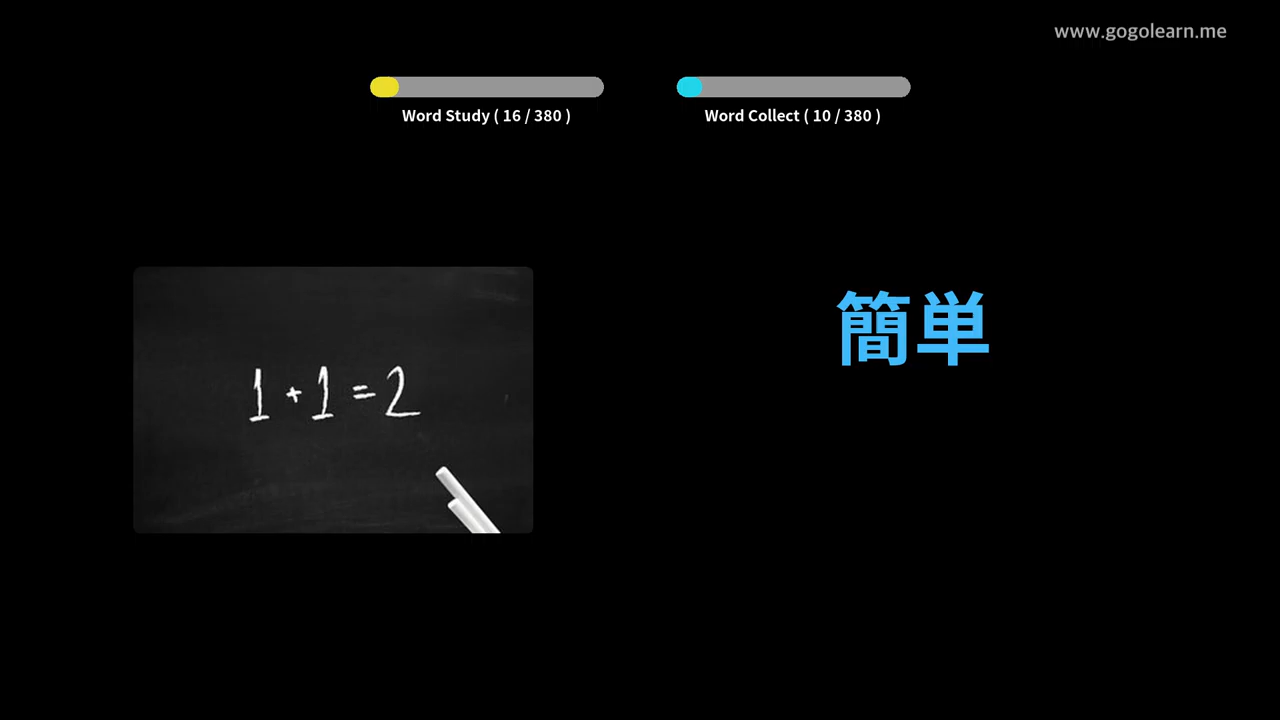 www.gogolearn.me
Word Study ( 16 / 380 )
Word Collect ( 10 / 380 )
1 + 1 = 2
簡単